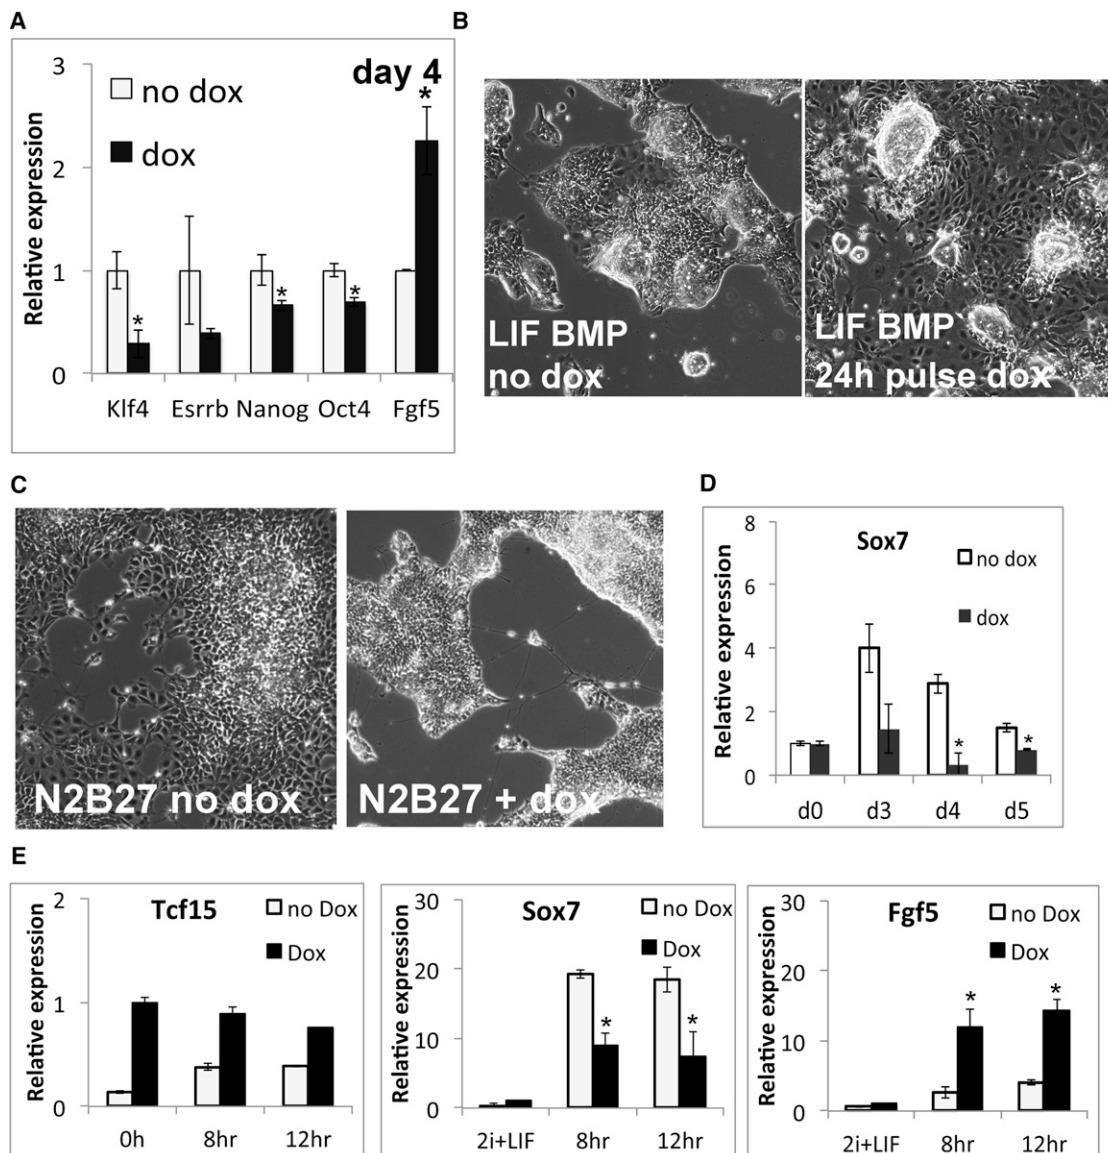 A
day 4
no dox
dox
Relative expression
3
2
1
0
*
*
*
*
Klf4 Esrrb Nanog Oct4 Fgf5
B
LIF BMP
no dox
LIF BMP
24h pulse dox
C
N2B27 no dox
N2B27 + dox
D
Sox7
no dox
dox
Relative expression
8
6
4
2
0
*
*
d0 d3 d4 d5
E
Tcf15
no Dox
Dox
Relative expression
2
1
0
0h 8hr 12hr
Sox7
no Dox
Dox
Relative expression
30
20
10
0
*
*
2i+LIF 8hr 12hr
Fgf5
no Dox
Dox
Relative expression
30
20
10
0
*
*
2i+LIF 8hr 12hr